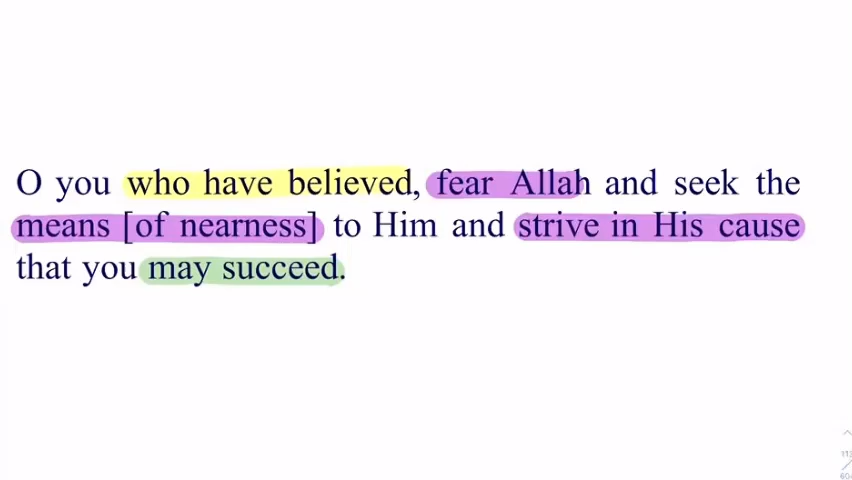 O you who have believed, fear Allah and seek the
means [of nearness] to Him and strive in His cause
that you may succeed.